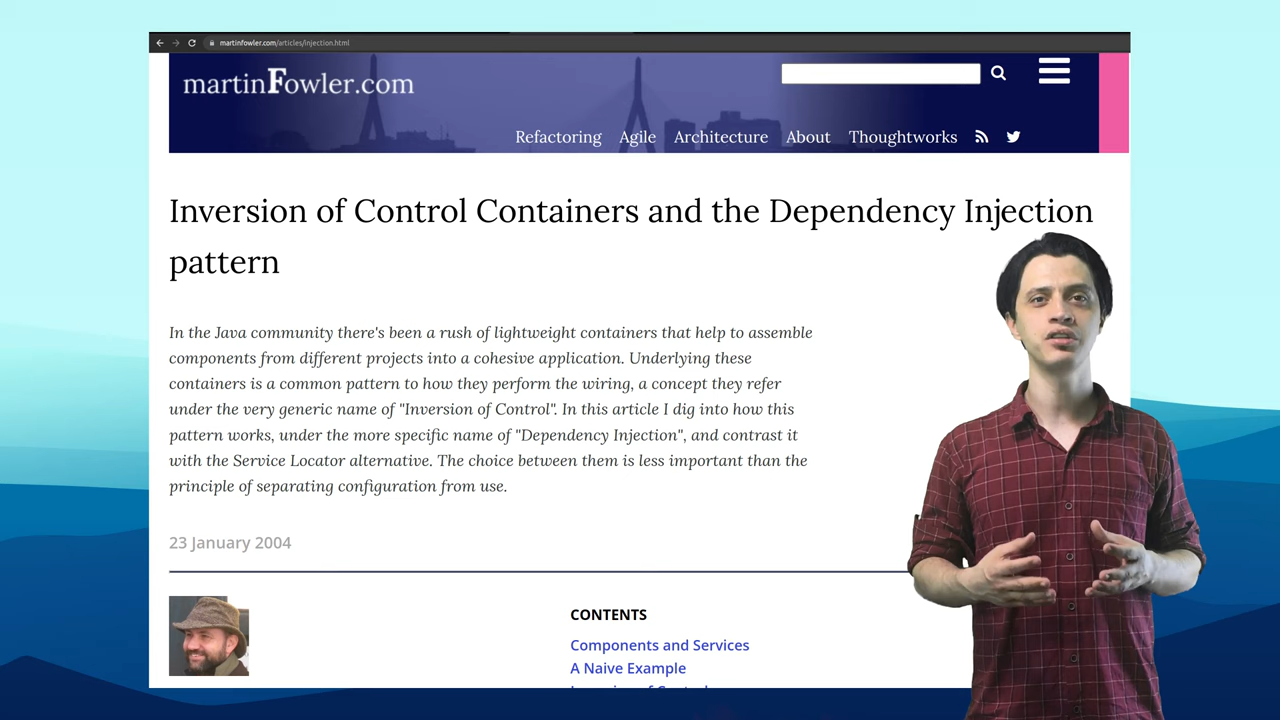 martinfowler.com/articles/injection.html
martinFowler.com
Refactoring Agile Architecture About Thoughtworks
Inversion of Control Containers and the Dependency Injection
pattern
In the Java community there's been a rush of lightweight containers that help to assemble
components from different projects into a cohesive application. Underlying these
containers is a common pattern to how they perform the wiring, a concept they refer
under the very generic name of "Inversion of Control". In this article I dig into how this
pattern works, under the more specific name of "Dependency Injection", and contrast it
with the Service Locator alternative. The choice between them is less important than the
principle of separating configuration from use.
23 January 2004
CONTENTS
Components and Services
A Naive Example